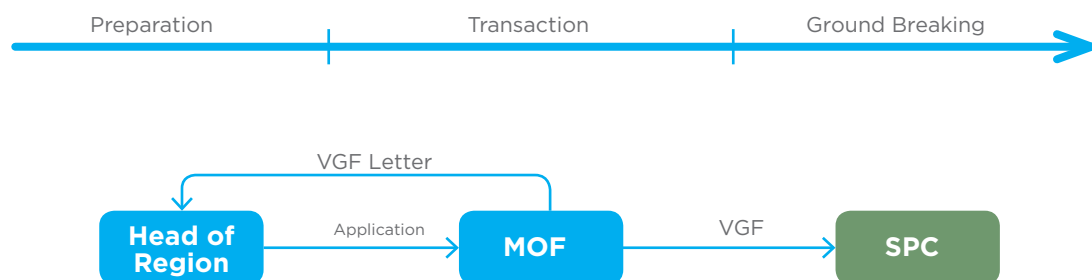 Preparation
Transaction
Ground Breaking
VGF Letter
Head of
Region
Application
MOF
VGF
SPC